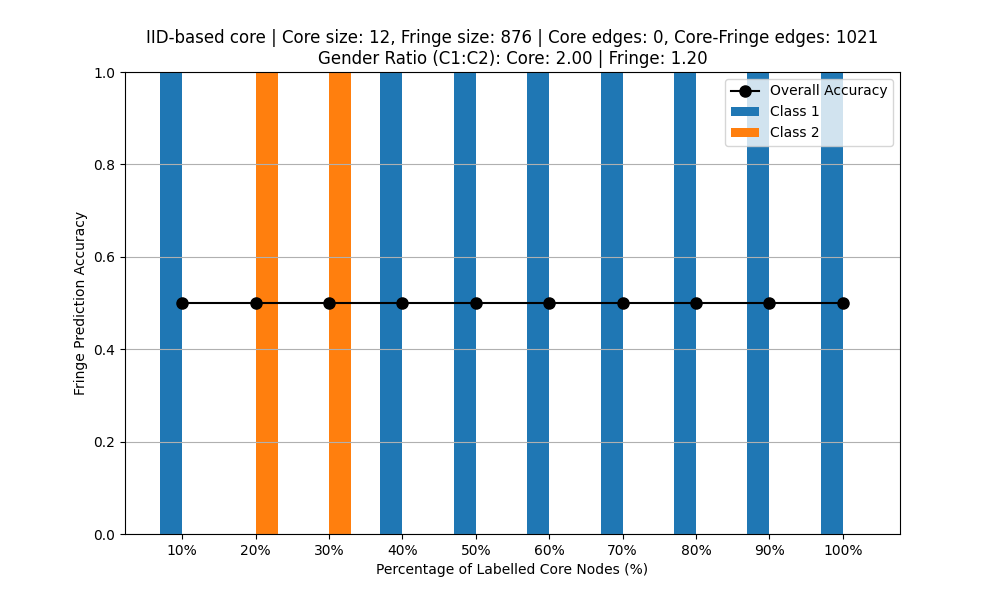 IID-based core | Core size: 12, Fringe size: 876 | Core edges: 0, Core-Fringe edges: 1021
Gender Ratio (C1:C2): Core: 2.00 | Fringe: 1.20
Overall Accuracy
Class 1
Class 2
Fringe Prediction Accuracy
1.0
0.8
0.6
0.4
0.2
0.0
10% 20% 30% 40% 50% 60% 70% 80% 90% 100%
Percentage of Labelled Core Nodes (%)